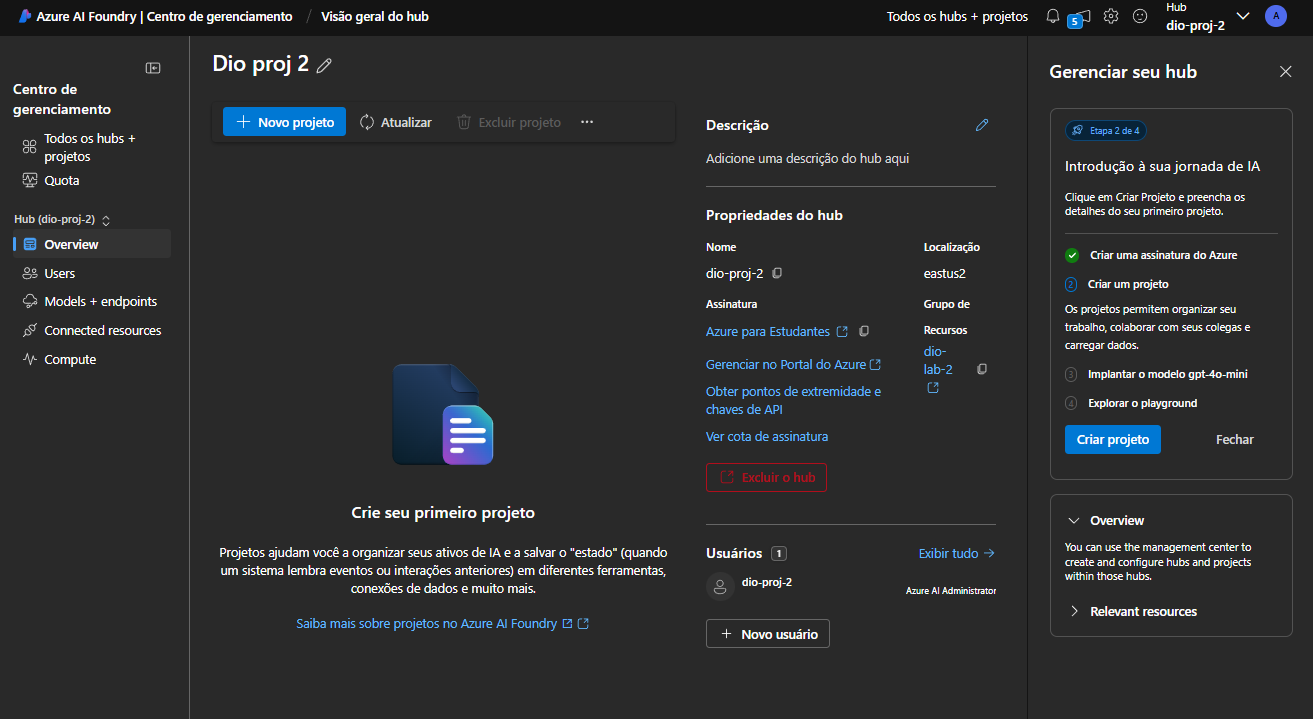 Azure AI Foundry | Centro de gerenciamento / Visão geral do hub
Todos os hubs + projetos
5
Hub
dio-proj-2
A
Centro de
gerenciamento
Todos os hubs +
projetos
Quota
Hub (dio-proj-2)
Overview
Users
Models + endpoints
Connected resources
Compute
Dio proj 2
Novo projeto
Atualizar
Excluir projeto
...
Crie seu primeiro projeto
Projetos ajudam você a organizar seus ativos de IA e a salvar o "estado" (quando
um sistema lembra eventos ou interações anteriores) em diferentes ferramentas,
conexões de dados e muito mais.
Saiba mais sobre projetos no Azure AI Foundry
Descrição
Adicione uma descrição do hub aqui
Propriedades do hub
Nome
dio-proj-2
Localização
eastus2
Assinatura
Azure para Estudantes
Grupo de
Recursos
dio-
lab-2
Gerenciar no Portal do Azure
Obter pontos de extremidade e
chaves de API
Ver cota de assinatura
Excluir o hub
Usuários 1
Exibir tudo
dio-proj-2
Azure AI Administrator
Novo usuário
Gerenciar seu hub
Etapa 2 de 4
Introdução à sua jornada de IA
Clique em Criar Projeto e preencha os
detalhes do seu primeiro projeto.
Criar uma assinatura do Azure
2 Criar um projeto
Os projetos permitem organizar seu
trabalho, colaborar com seus colegas e
carregar dados.
3 Implantar o modelo gpt-4o-mini
4 Explorar o playground
Criar projeto
Fechar
Overview
You can use the management center to
create and configure hubs and projects
within those hubs.
Relevant resources